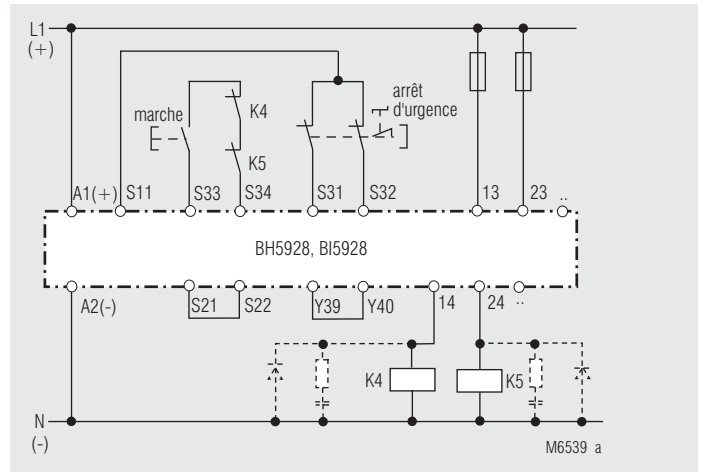 L1
(+)
marche
K4
K5
arrêt
d'urgence
A1(+) S11 S33 S34 S31 S32 13 23 ..
BH5928, BI5928
A2(-) S21 S22 Y39 Y40 14 24 ..
K4 K5
N
(-)
M6539 a